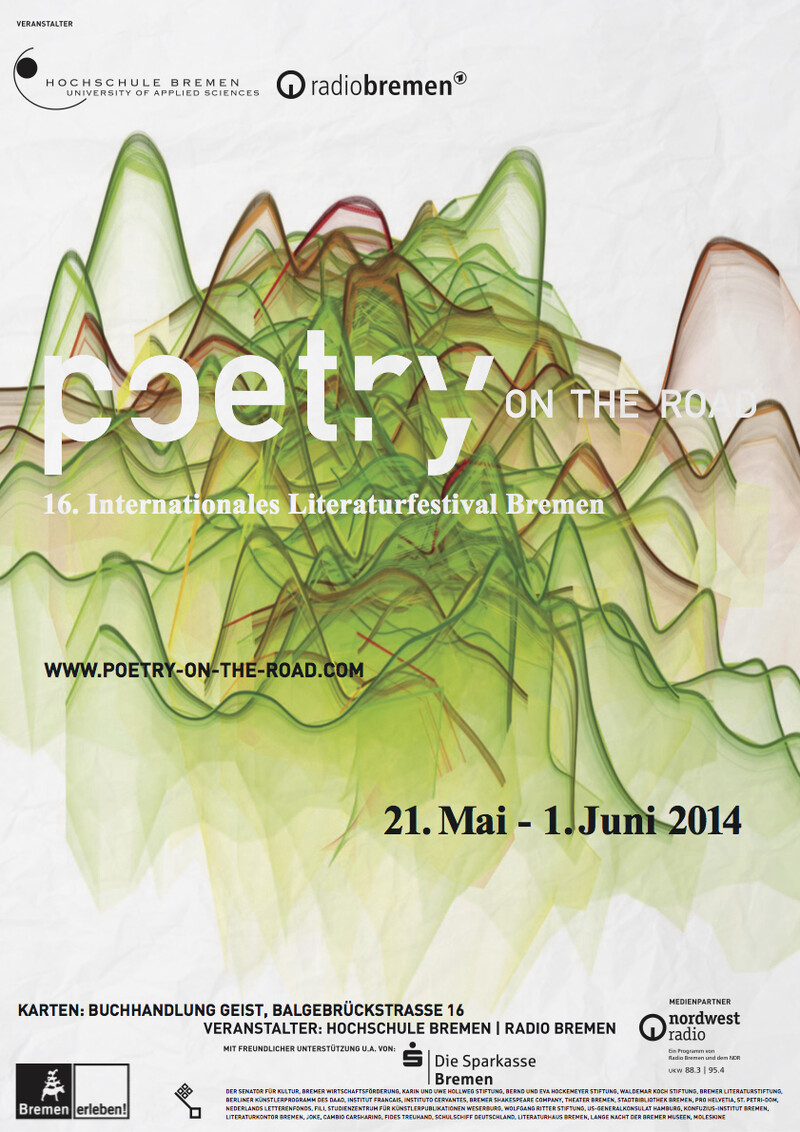 VERANSTALTER
HOCHSCHULE BREMEN
UNIVERSITY OF APPLIED SCIENCES
radiobremen
poetry ON THE ROAD
16. Internationales Literaturfestival Bremen
WWW.POETRY-ON-THE-ROAD.COM
21. Mai - 1. Juni 2014
KARTEN: BUCHHANDLUNG GEIST, BALGEBRÜCKSTRASSE 16
VERANSTALTER: HOCHSCHULE BREMEN | RADIO BREMEN
MIT FREUNDLICHER UNTERSTÜTZUNG U.A. VON:
Die Sparkasse
Bremen
MEDIENPARTNER
nordwest
radio
Ein Programm von
Radio Bremen und dem NDR
UKW 88.3 | 95.4
Bremen erleben!
DER SENATOR FÜR KULTUR, BREMER WIRTSCHAFTSFÖRDERUNG, KARIN UND UWE HOLLWEG STIFTUNG, BERND UND EVA HOCKEMEYER STIFTUNG, WALDEMAR KOCH STIFTUNG, BREMER LITERATURSTIFTUNG,
BERLINER KÜNSTLERPROGRAMM DES DAAD, INSTITUT FRANCAIS, INSTITUTO CERVANTES, BREMER SHAKESPEARE COMPANY, THEATER BREMEN, STADTBIBLIOTHEK BREMEN, PRO HELVETIA, ST. PETRI-DOM,
NEDERLANDS LETTERENFONDS, FILI, STUDIENZENTRUM FÜR KÜNSTLERPUBLIKATIONEN WESERBURG, WOLFGANG RITTER STIFTUNG, US-GENERALKONSULAT HAMBURG, KONFUZIUS-INSTITUT BREMEN,
LITERATURKONTOR BREMEN, JOKE, CAMBIO CARSHARING, FIDES TREUHAND, SCHULSCHIFF DEUTSCHLAND, LITERATURHAUS BREMEN, LANGE NACHT DER BREMER MUSEEN, MOLESKINE